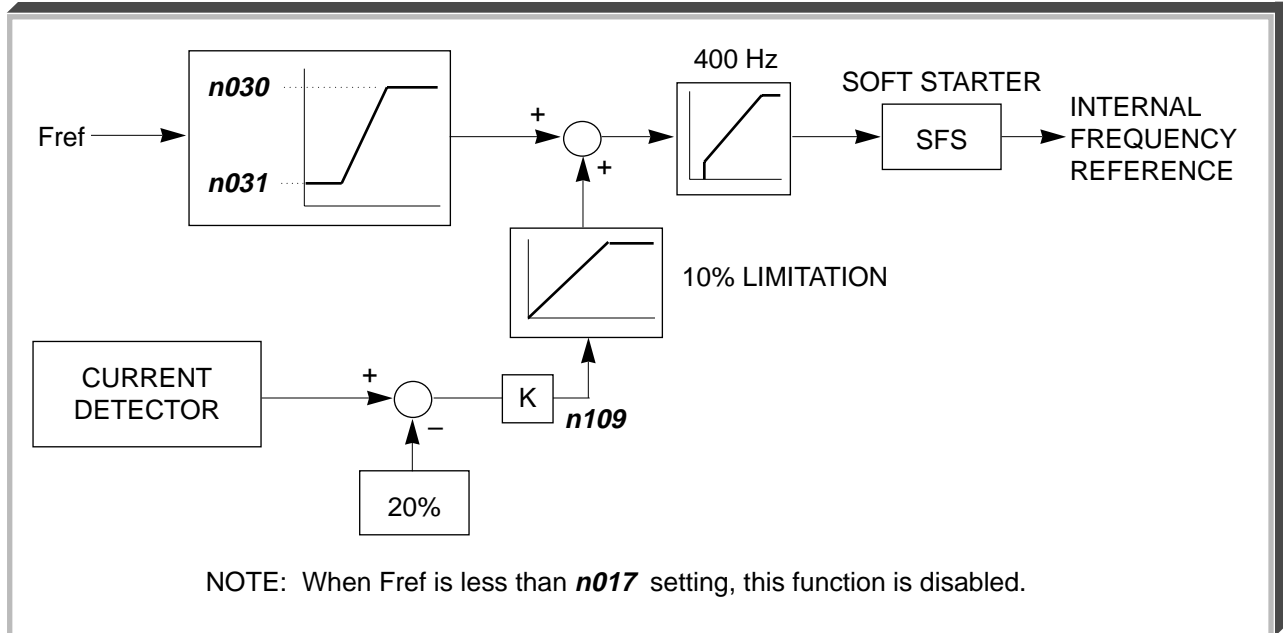 400 Hz
n030
SOFT STARTER
INTERNAL
FREQUENCY
REFERENCE
Fref
+
SFS
n031
+
10% LIMITATION
CURRENT
DETECTOR
+
K
n109
–
20%
NOTE: When Fref is less than n017 setting, this function is disabled.